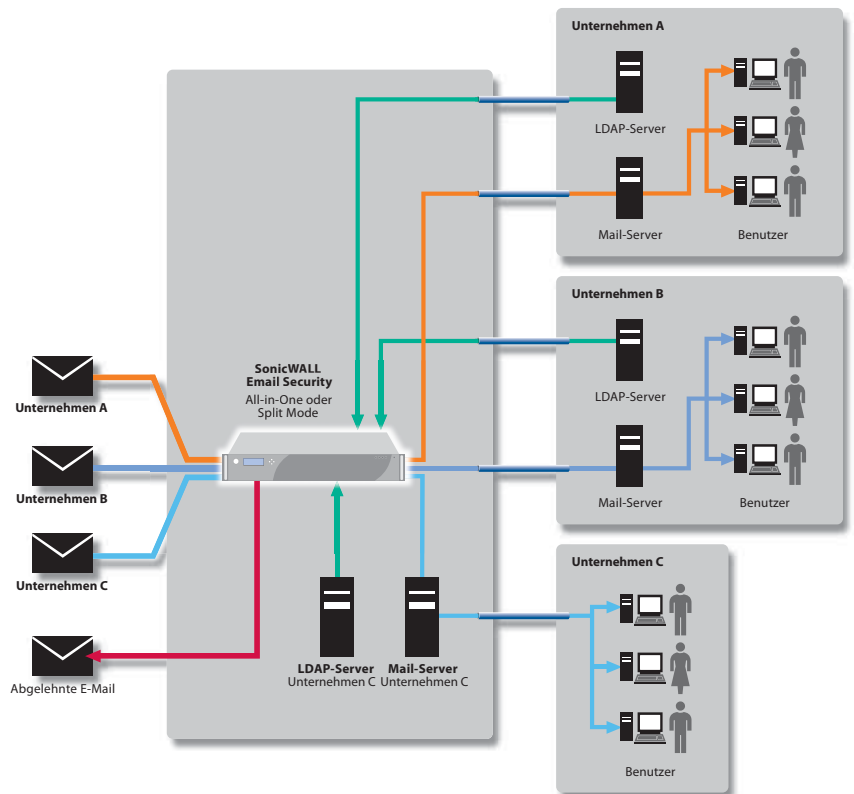 Unternehmen A
LDAP-Server
Mail-Server
Benutzer
Unternehmen B
LDAP-Server
Mail-Server
Benutzer
SonicWALL
Email Security
All-in-One oder
Split Mode
Unternehmen A
Unternehmen B
Unternehmen C
Abgelehnte E-Mail
LDAP-Server
Unternehmen C
Mail-Server
Unternehmen C
Unternehmen C
Benutzer